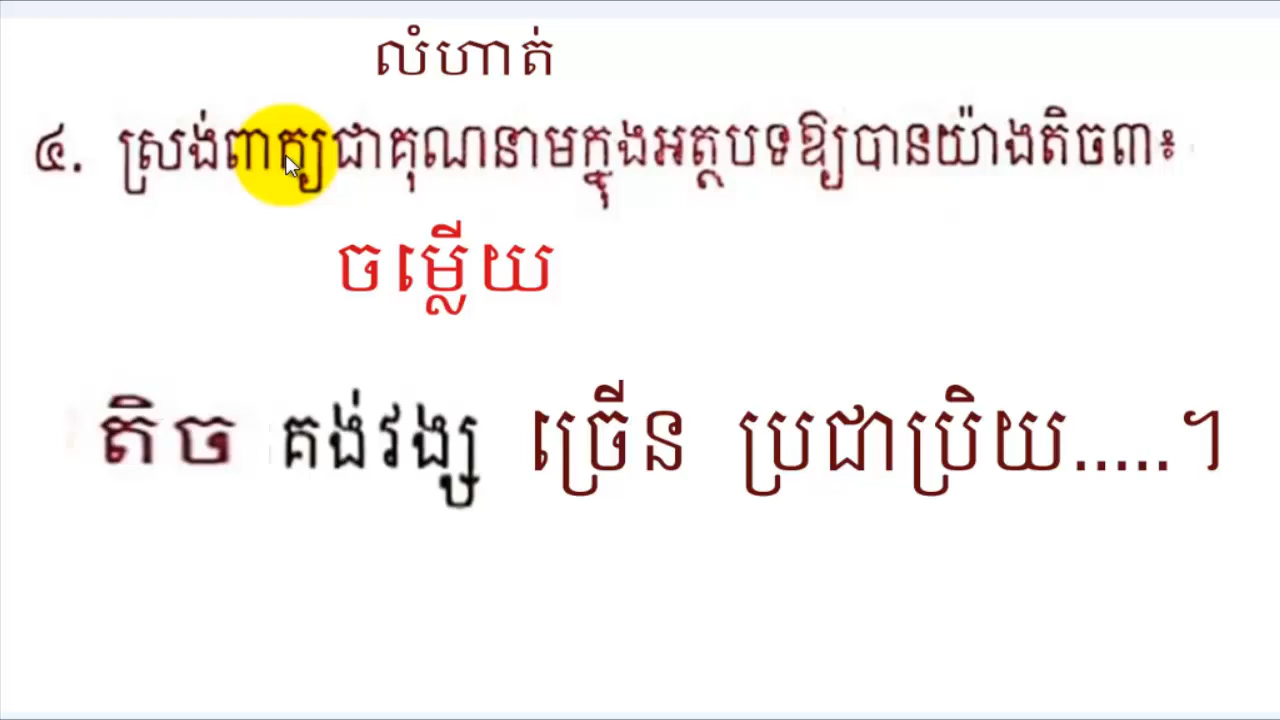 លំហាត់
៤. ស្រង់ពាក្យជាគុណនាមក្នុងអត្ថបទឱ្យបានយ៉ាងតិច៣៖
ចម្លើយ
តិច គង់វង្ស ច្រើន ប្រជាប្រិយ.....។